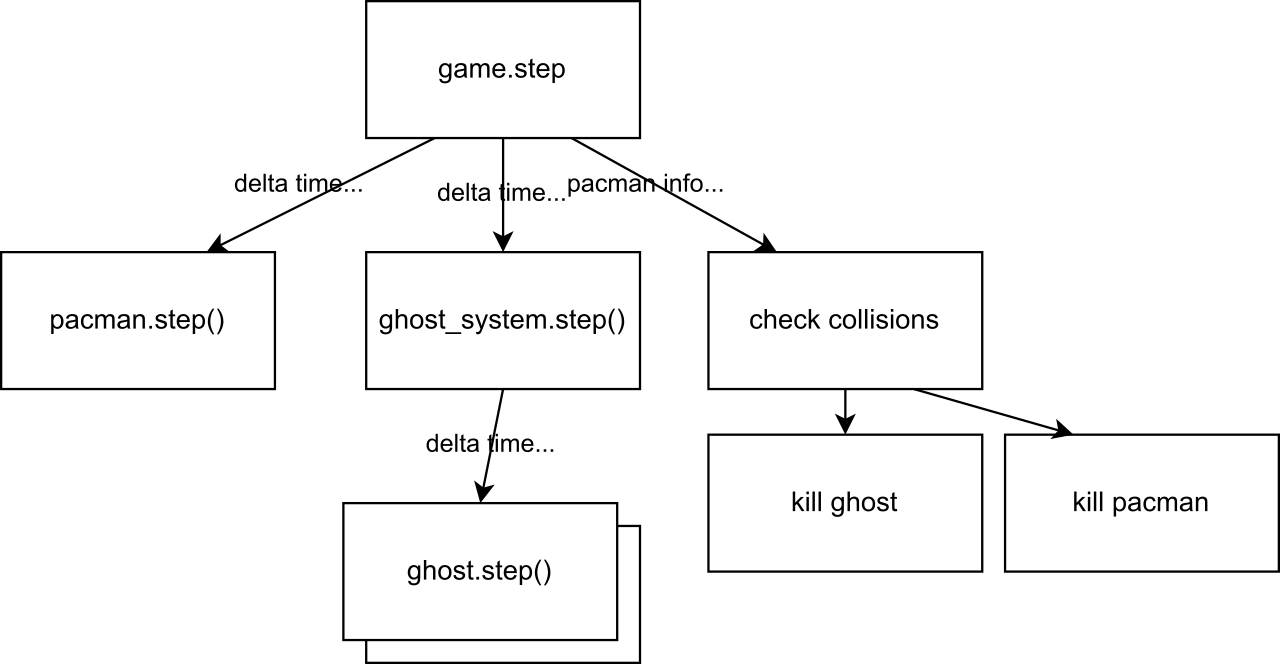 game.step
delta time...
delta time...
pacman info...
pacman.step()
ghost_system.step()
check collisions
delta time...
kill ghost
kill pacman
ghost.step()